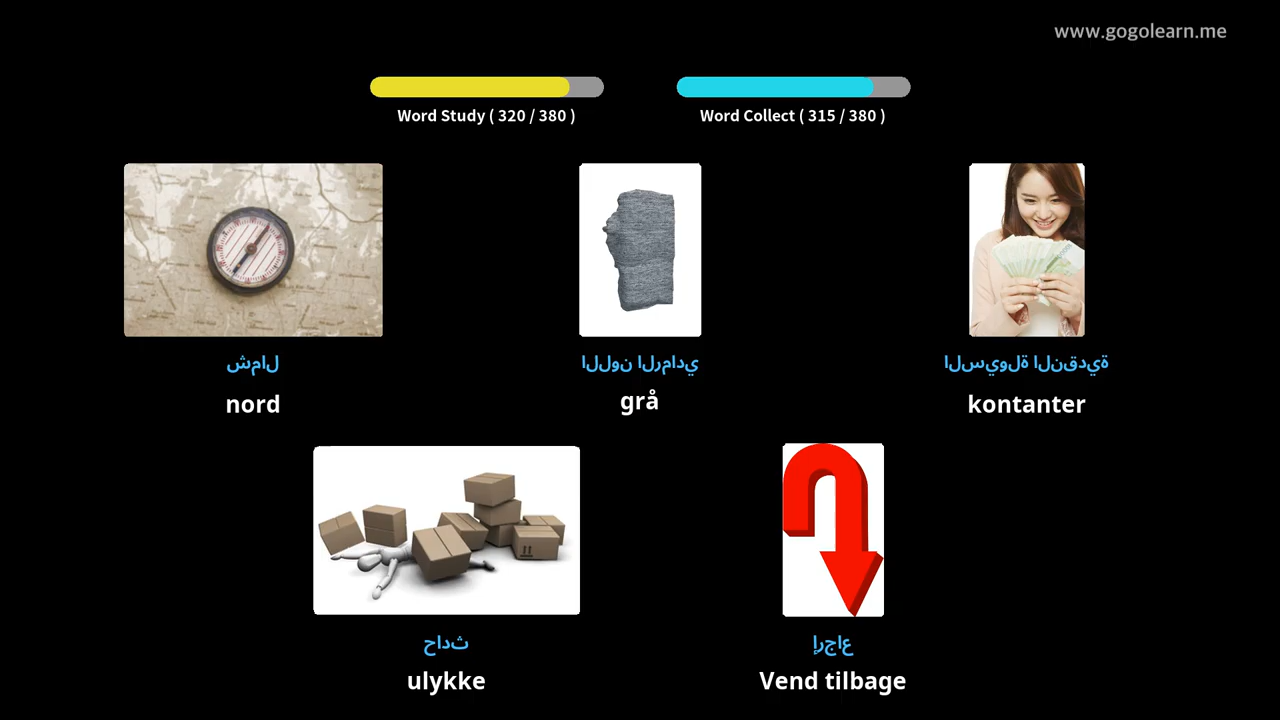 www.gogolearn.me
Word Study ( 320 / 380 )
Word Collect ( 315 / 380 )
شمال
اللون الرمادي
السيولة النقدية
nord
grå
kontanter
حادث
إرجاع
ulykke
Vend tilbage